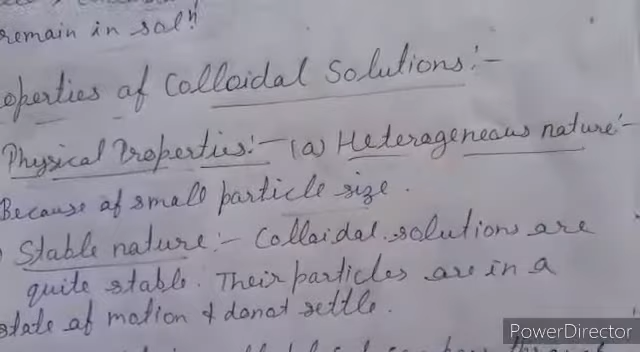 remain in sol!!
operties of Colloidal Solutions:-
Physical Properties:- (a) Heterogeneous nature:-
Because of small particle size.
Stable nature:- Colloidal solutions are
quite stable. Their particles are in a
state of motion & donot settle.
PowerDirector